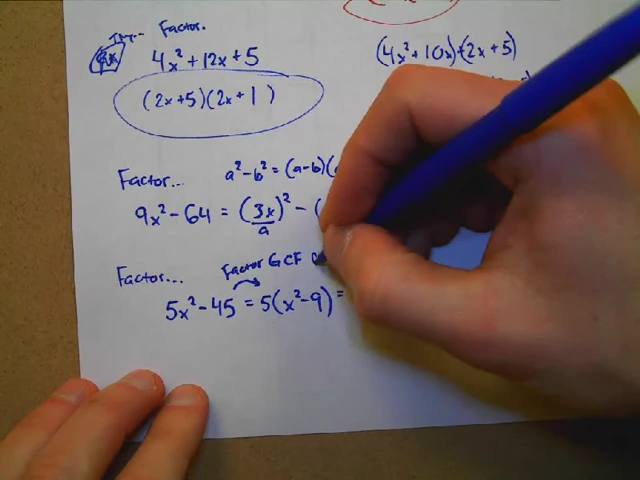 Try... Factor.
4x² + 12x + 5
(2x + 5)(2x + 1)
(4x² + 10x) + (2x + 5)
Factor... a² - b² = (a - b)(
9x² - 64 = (3x)² - (
a
Factor... Factor GCF
5x² - 45 = 5(x² - 9) =